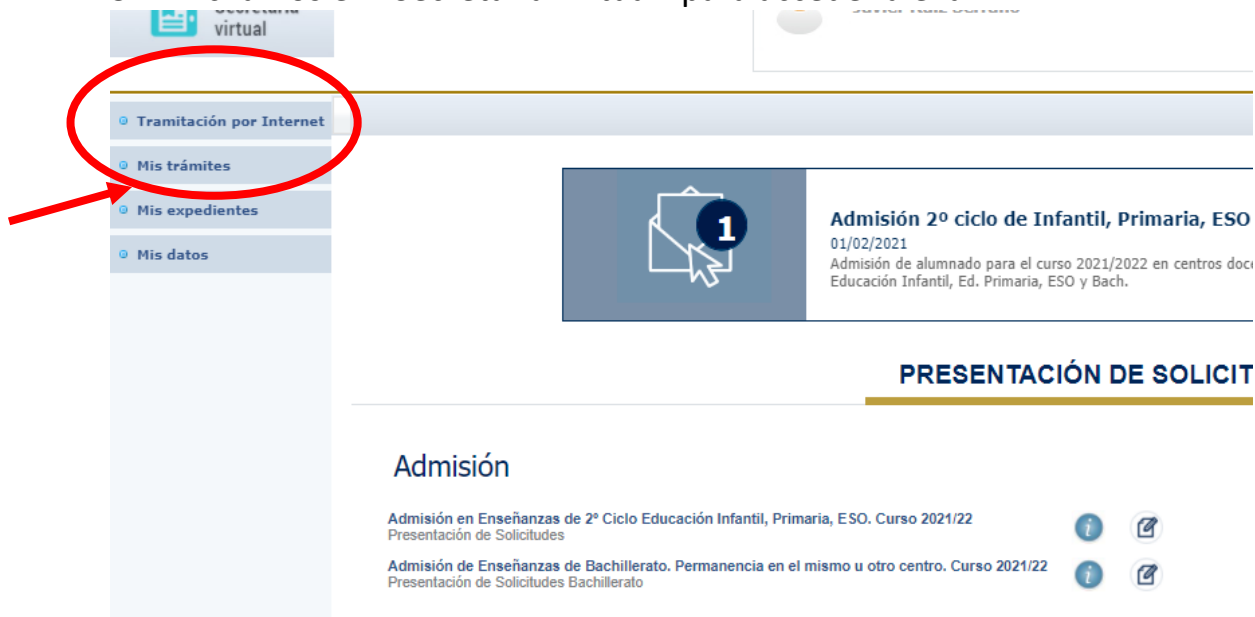 virtual
Tramitación por Internet
Mis trámites
Mis expedientes
Mis datos
1
Admisión 2º ciclo de Infantil, Primaria, ESO
01/02/2021
Admisión de alumnado para el curso 2021/2022 en centros doce
Educación Infantil, Ed. Primaria, ESO y Bach.
PRESENTACIÓN DE SOLICIT
Admisión
Admisión en Enseñanzas de 2º Ciclo Educación Infantil, Primaria, ESO. Curso 2021/22
Presentación de Solicitudes
Admisión de Enseñanzas de Bachillerato. Permanencia en el mismo u otro centro. Curso 2021/22
Presentación de Solicitudes Bachillerato